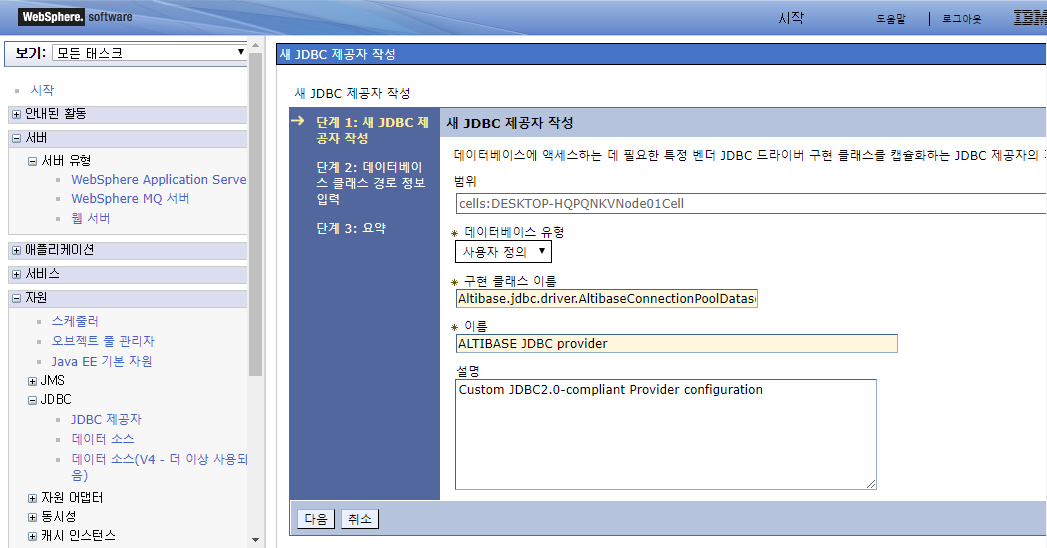 WebSphere. software
시작
도움말
로그아웃
IBM
보기: 모든 태스크
시작
안내된 활동
서버
서버 유형
WebSphere Application Serve
WebSphere MQ 서버
웹 서버
애플리케이션
서비스
자원
스케줄러
오브젝트 풀 관리자
Java EE 기본 자원
JMS
JDBC
JDBC 제공자
데이터 소스
데이터 소스(V4 - 더 이상 사용되
음)
자원 어댑터
동시성
캐시 인스턴스
새 JDBC 제공자 작성
새 JDBC 제공자 작성
단계 1: 새 JDBC 제
공자 작성
단계 2: 데이터베이
스 클래스 경로 정보
입력
단계 3: 요약
새 JDBC 제공자 작성
데이터베이스에 액세스하는 데 필요한 특정 벤더 JDBC 드라이버 구현 클래스를 캡슐화하는 JDBC 제공자의
범위
cells:DESKTOP-HQPQNKVNode01Cell
* 데이터베이스 유형
사용자 정의
* 구현 클래스 이름
Altibase.jdbc.driver.AltibaseConnectionPoolDatas
* 이름
ALTIBASE JDBC provider
설명
Custom JDBC2.0-compliant Provider configuration
다음
취소